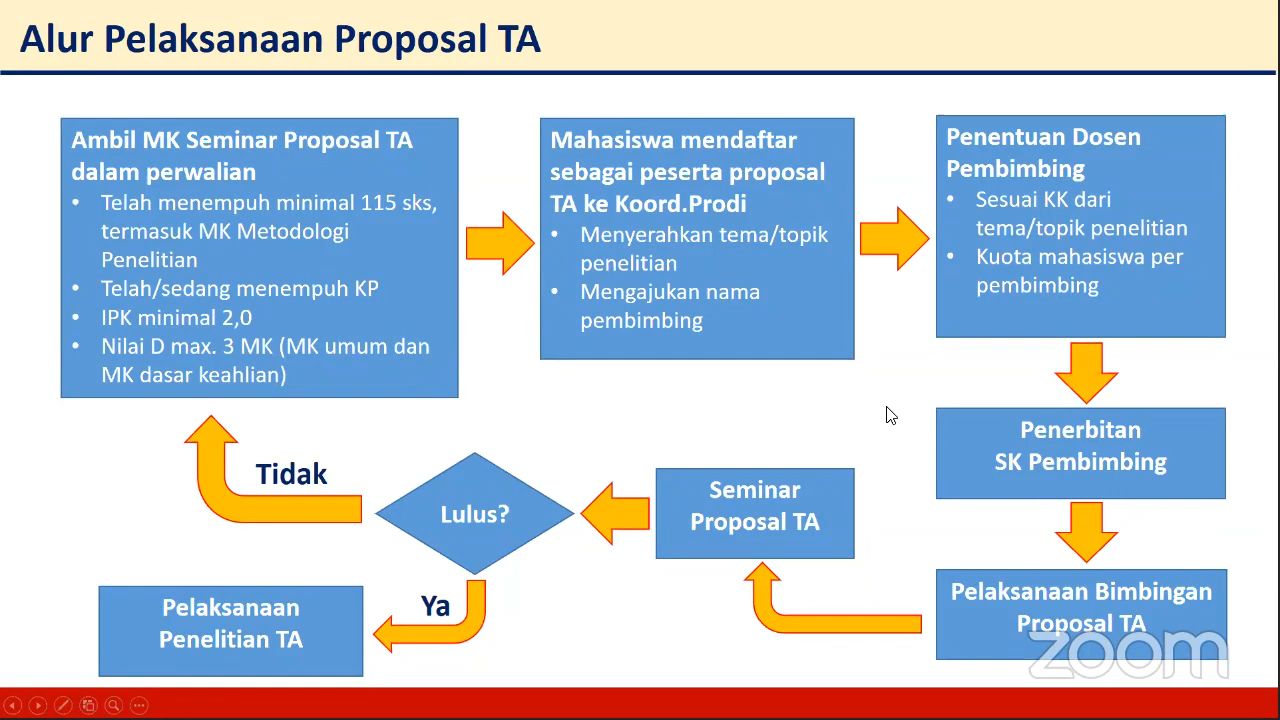 Alur Pelaksanaan Proposal TA
Ambil MK Seminar Proposal TA
dalam perwalian
• Telah menempuh minimal 115 sks,
termasuk MK Metodologi
Penelitian
• Telah/sedang menempuh KP
• IPK minimal 2,0
• Nilai D max. 3 MK (MK umum dan
MK dasar keahlian)
Mahasiswa mendaftar
sebagai peserta proposal
TA ke Koord.Prodi
• Menyerahkan tema/topik
penelitian
• Mengajukan nama
pembimbing
Penentuan Dosen
Pembimbing
• Sesuai KK dari
tema/topik penelitian
• Kuota mahasiswa per
pembimbing
Penerbitan
SK Pembimbing
Pelaksanaan Bimbingan
Proposal TA
Seminar
Proposal TA
Lulus?
Tidak
Ya
Pelaksanaan
Penelitian TA
zoom